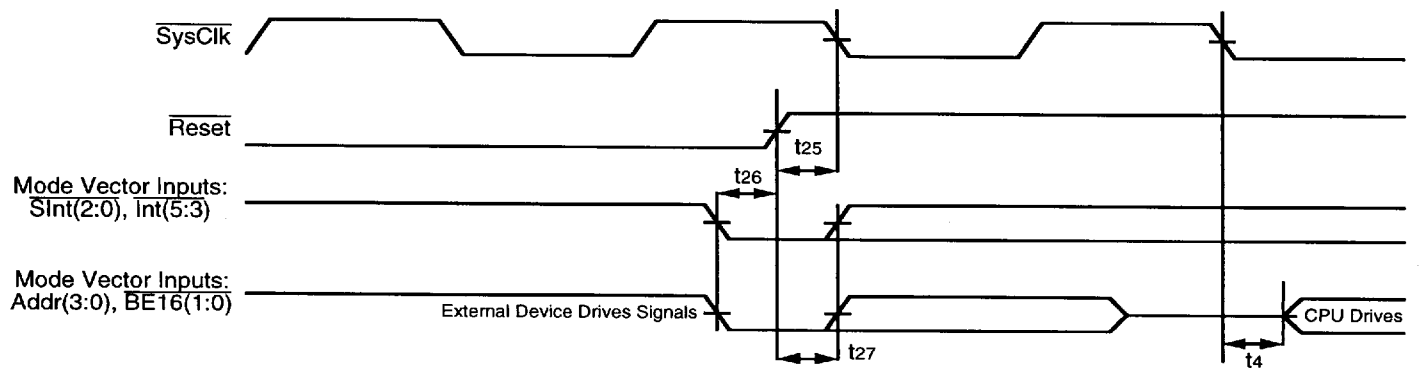 SysClk
Reset
t25
t26
Mode Vector Inputs:
SInt(2:0), Int(5:3)
Mode Vector Inputs:
Addr(3:0), BE16(1:0)
External Device Drives Signals
CPU Drives
t27
t4